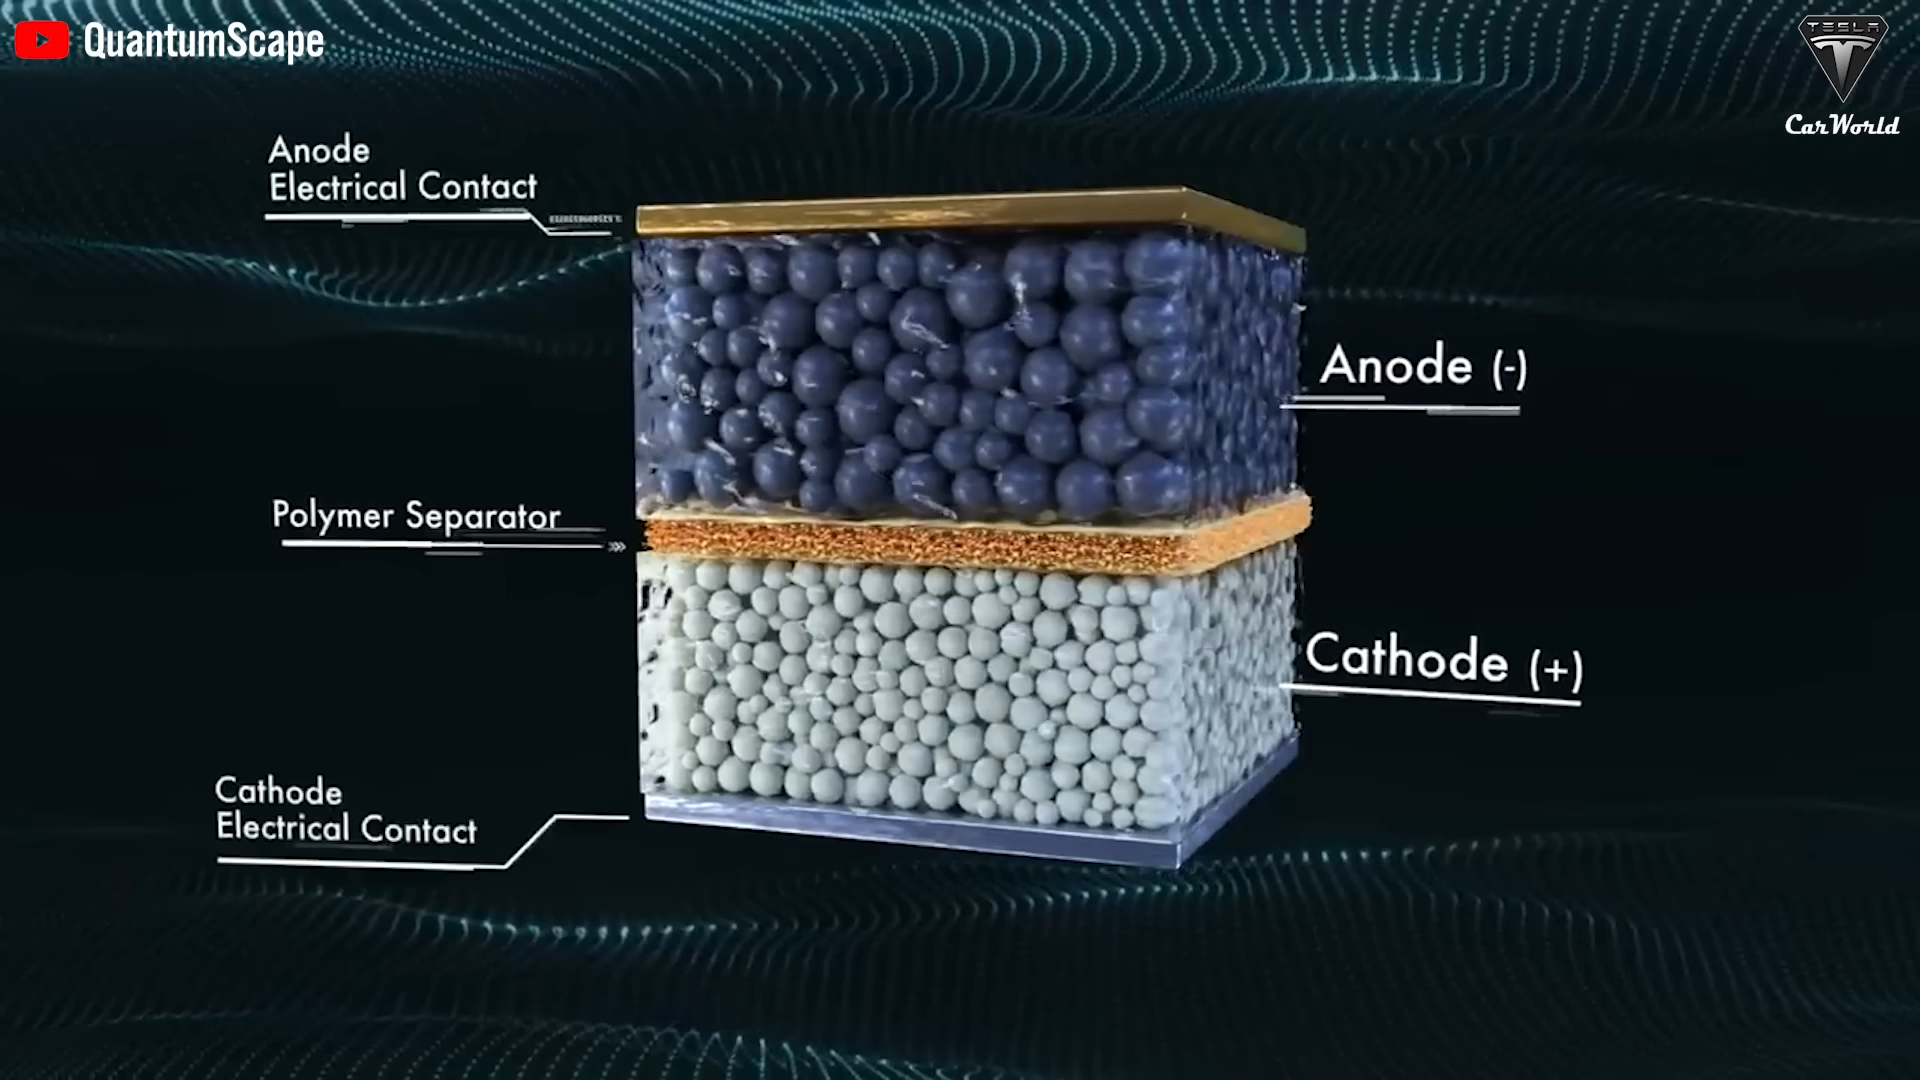 QuantumScape
TESLA
CarWorld
Anode
Electrical Contact
Anode (-)
Polymer Separator
Cathode (+)
Cathode
Electrical Contact